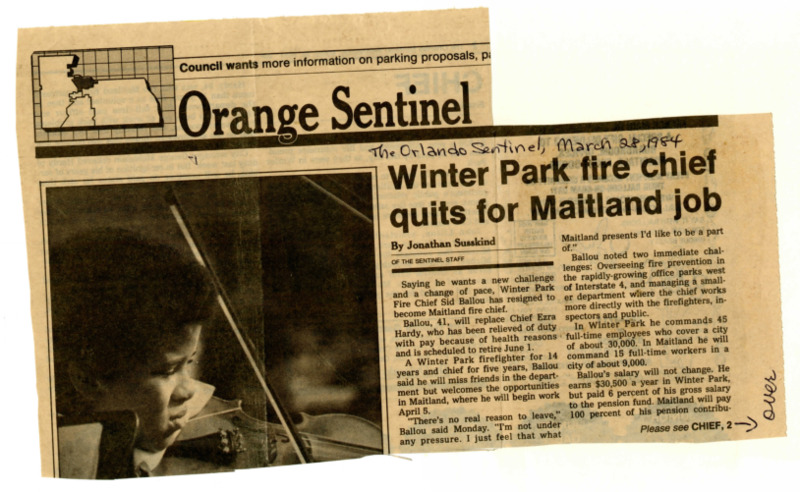 Council wants more information on parking proposals, pa
Orange Sentinel
The Orlando Sentinel, March 28, 1984
Winter Park fire chief
quits for Maitland job
By Jonathan Susskind
OF THE SENTINEL STAFF
Saying he wants a new challenge
and a change of pace, Winter Park
Fire Chief Sid Ballou has resigned to
become Maitland fire chief.
Ballou, 41, will replace Chief Ezra
Hardy, who has been relieved of duty
with pay because of health reasons
and is scheduled to retire June 1.
A Winter Park firefighter for 14
years and chief for five years, Ballou
said he will miss friends in the depart-
ment but welcomes the opportunities
in Maitland, where he will begin work
April 5.
"There's no real reason to leave,"
Ballou said Monday. "I'm not under
any pressure. I just feel that what
Maitland presents I'd like to be a part
of."
Ballou noted two immediate chal-
lenges: Overseeing fire prevention in
the rapidly-growing office parks west
of Interstate 4, and managing a small-
er department where the chief works
more directly with the firefighters, in-
spectors and public.
In Winter Park he commands 45
full-time employees who cover a city
of about 30,000. In Maitland he will
command 15 full-time workers in a
city of about 9,000.
Ballou's salary will not change. He
earns $30,500 a year in Winter Park,
but paid 6 percent of his gross salary
to the pension fund. Maitland will pay
100 percent of his pension contribu-
Please see CHIEF, 2
over